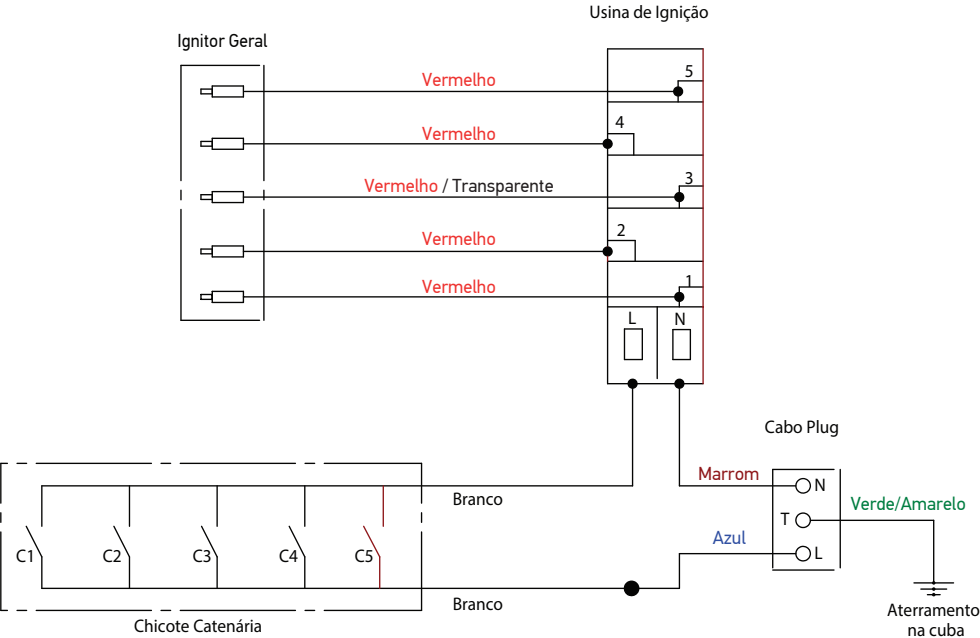 Usina de Ignição
Ignitor Geral
Vermelho
5
Vermelho
4
Vermelho / Transparente
3
Vermelho
2
Vermelho
1
L N
Cabo Plug
Marrom
N
Branco
Verde/Amarelo
T
Azul
L
C1 C2 C3 C4 C5
Branco
Chicote Catenária
Aterramento
na cuba